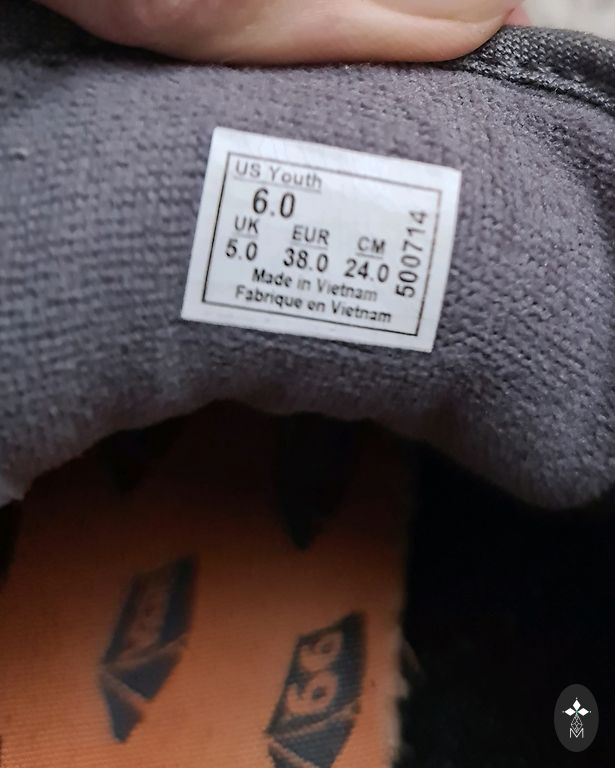 US Youth
6.0
UK EUR CM
5.0 38.0 24.0
Made in Vietnam
Fabrique en Vietnam
500714
66
M